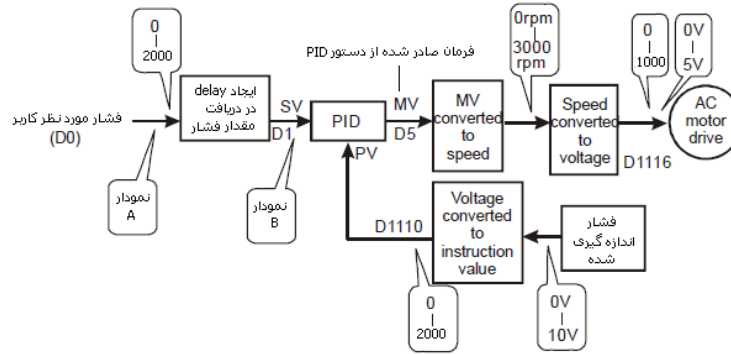 فشار مورد نظر کاربر
(D0)
0
2000
نمودار
A
ایجاد delay
در دریافت
مقدار فشار
SV
D1
نمودار
B
PID
PV
فرمان صادر شده از دستور PID
MV
D5
MV
converted
to
speed
0rpm
3000
rpm
Speed
converted
to
voltage
0
1000
0V
5V
D1116
AC
motor
drive
D1110
0
2000
Voltage
converted
to
instruction
value
0V
10V
فشار
اندازه گیری
شده